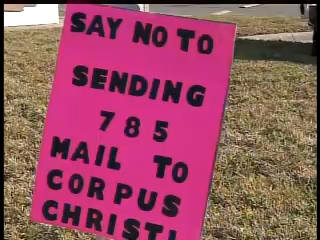 SAY NO TO
SENDING
785
MAIL TO
CORPUS
CHRISTI